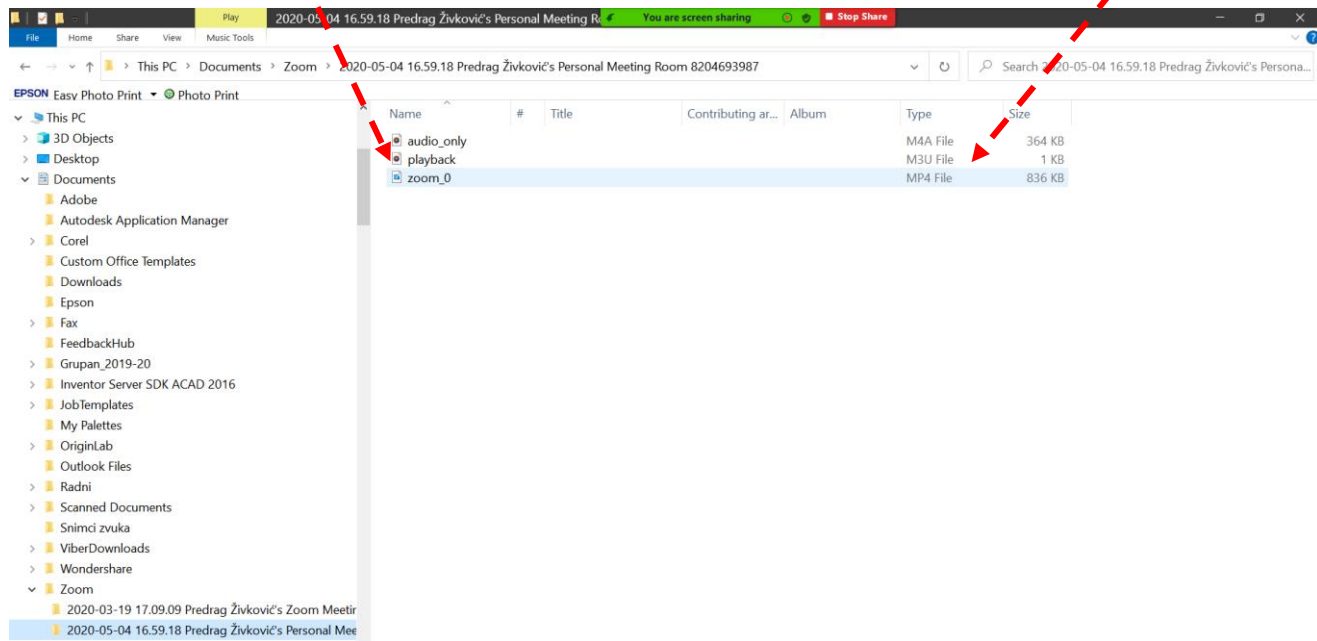 Play 2020-05-04 16.59.18 Predrag Živković's Personal Meeting Ro You are screen sharing Stop Share
File Home Share View Music Tools
This PC > Documents > Zoom > 2020-05-04 16.59.18 Predrag Živković's Personal Meeting Room 8204693987 Search 2020-05-04 16.59.18 Predrag Živković's Persona...
EPSON Easy Photo Print Photo Print
Name # Title Contributing ar... Album Type Size
audio_only M4A File 364 KB
playback M3U File 1 KB
zoom_0 MP4 File 836 KB
This PC
3D Objects
Desktop
Documents
Adobe
Autodesk Application Manager
Corel
Custom Office Templates
Downloads
Epson
Fax
FeedbackHub
Grupan_2019-20
Inventor Server SDK ACAD 2016
JobTemplates
My Palettes
OriginLab
Outlook Files
Radni
Scanned Documents
Snimci zvuka
ViberDownloads
Wondershare
Zoom
2020-03-19 17.09.09 Predrag Živković's Zoom Meetin
2020-05-04 16.59.18 Predrag Živković's Personal Mee